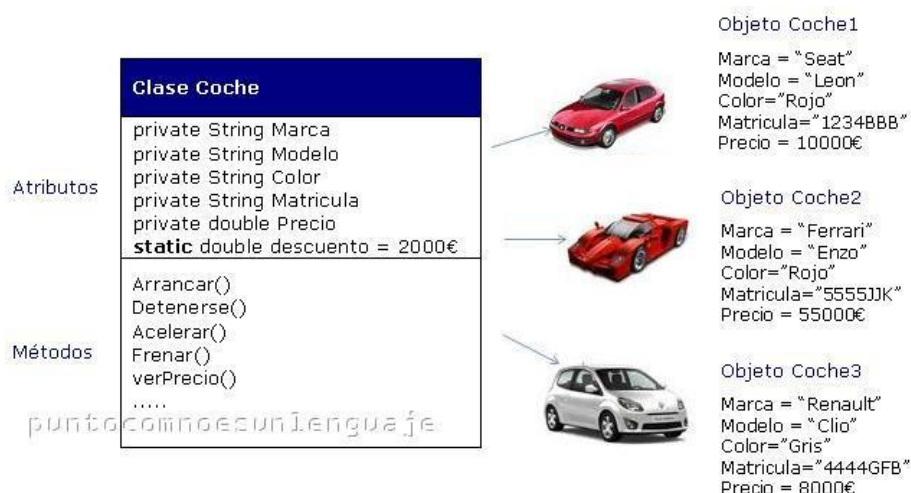 Clase Coche
Atributos
private String Marca
private String Modelo
private String Color
private String Matricula
private double Precio
static double descuento = 2000€
Métodos
Arrancar()
Detenerse()
Acelerar()
Frenar()
verPrecio()
.....
puntocomnoesunlenguaje
Objeto Coche1
Marca = "Seat"
Modelo = "Leon"
Color="Rojo"
Matricula="1234BBB"
Precio = 10000€
Objeto Coche2
Marca = "Ferrari"
Modelo = "Enzo"
Color="Rojo"
Matricula="5555JJK"
Precio = 55000€
Objeto Coche3
Marca = "Renault"
Modelo = "Clio"
Color="Gris"
Matricula="4444GFB"
Precio = 8000€